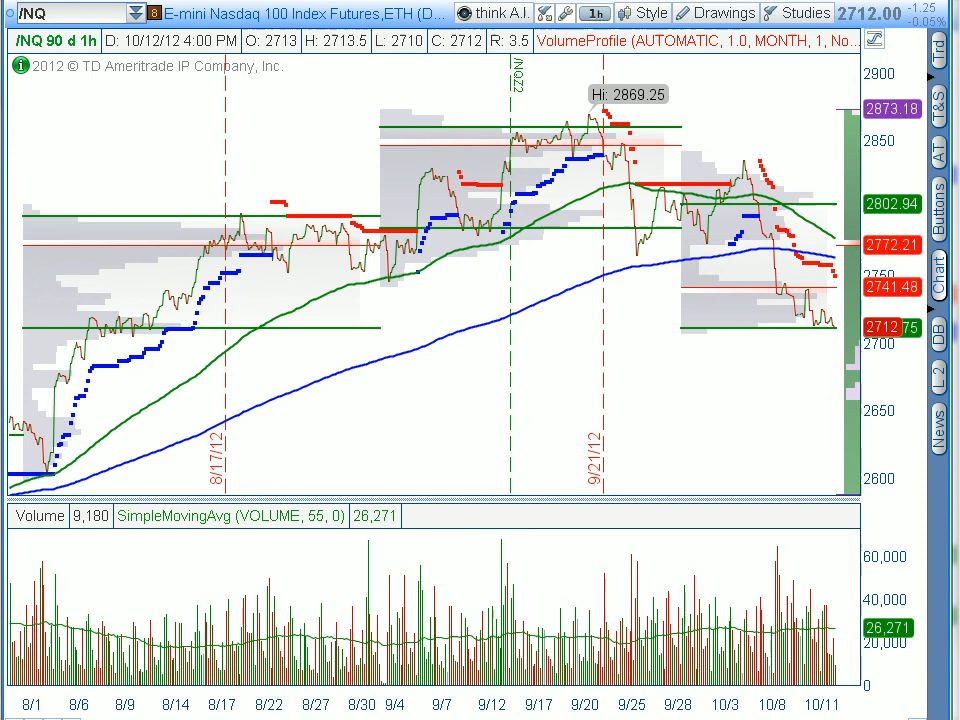 /NQ 8 E-mini Nasdaq 100 Index Futures,ETH (D... think A.I. 1h Style Drawings Studies 2712.00 -1.25 -0.05%
/NQ 90 d 1h D: 10/12/12 4:00 PM O: 2713 H: 2713.5 L: 2710 C: 2712 R: 3.5 VolumeProfile (AUTOMATIC, 1.0, MONTH, 1, No...
i 2012 © TD Ameritrade IP Company, Inc.
/NQZ2
Hi: 2869.25
8/17/12
9/21/12
2900
2873.18
2850
2802.94
2772.21
2750
2741.48
2712 75
2700
2650
2600
Trd
T&S
AT
Buttons
Chart
DB
L 2
News
Volume 9,180 SimpleMovingAvg (VOLUME, 55, 0) 26,271
60,000
40,000
26,271
20,000
0
8/1 8/6 8/9 8/14 8/17 8/22 8/27 8/30 9/4 9/7 9/12 9/17 9/20 9/25 9/28 10/3 10/8 10/11